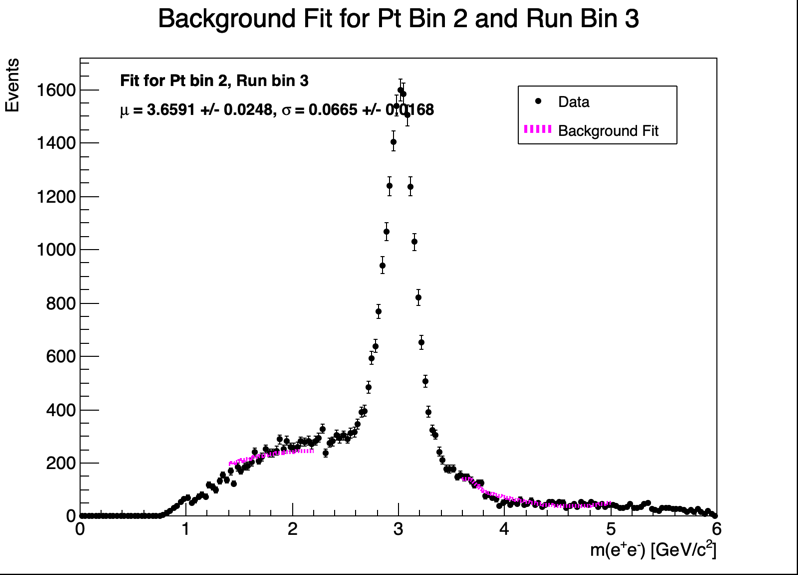 Background Fit for Pt Bin 2 and Run Bin 3
Events
Fit for Pt bin 2, Run bin 3
μ = 3.6591 +/- 0.0248, σ = 0.0665 +/- 0.0168
Data
Background Fit
1600
1400
1200
1000
800
600
400
200
0
0 1 2 3 4 5 6
m(e⁺e⁻) [GeV/c²]